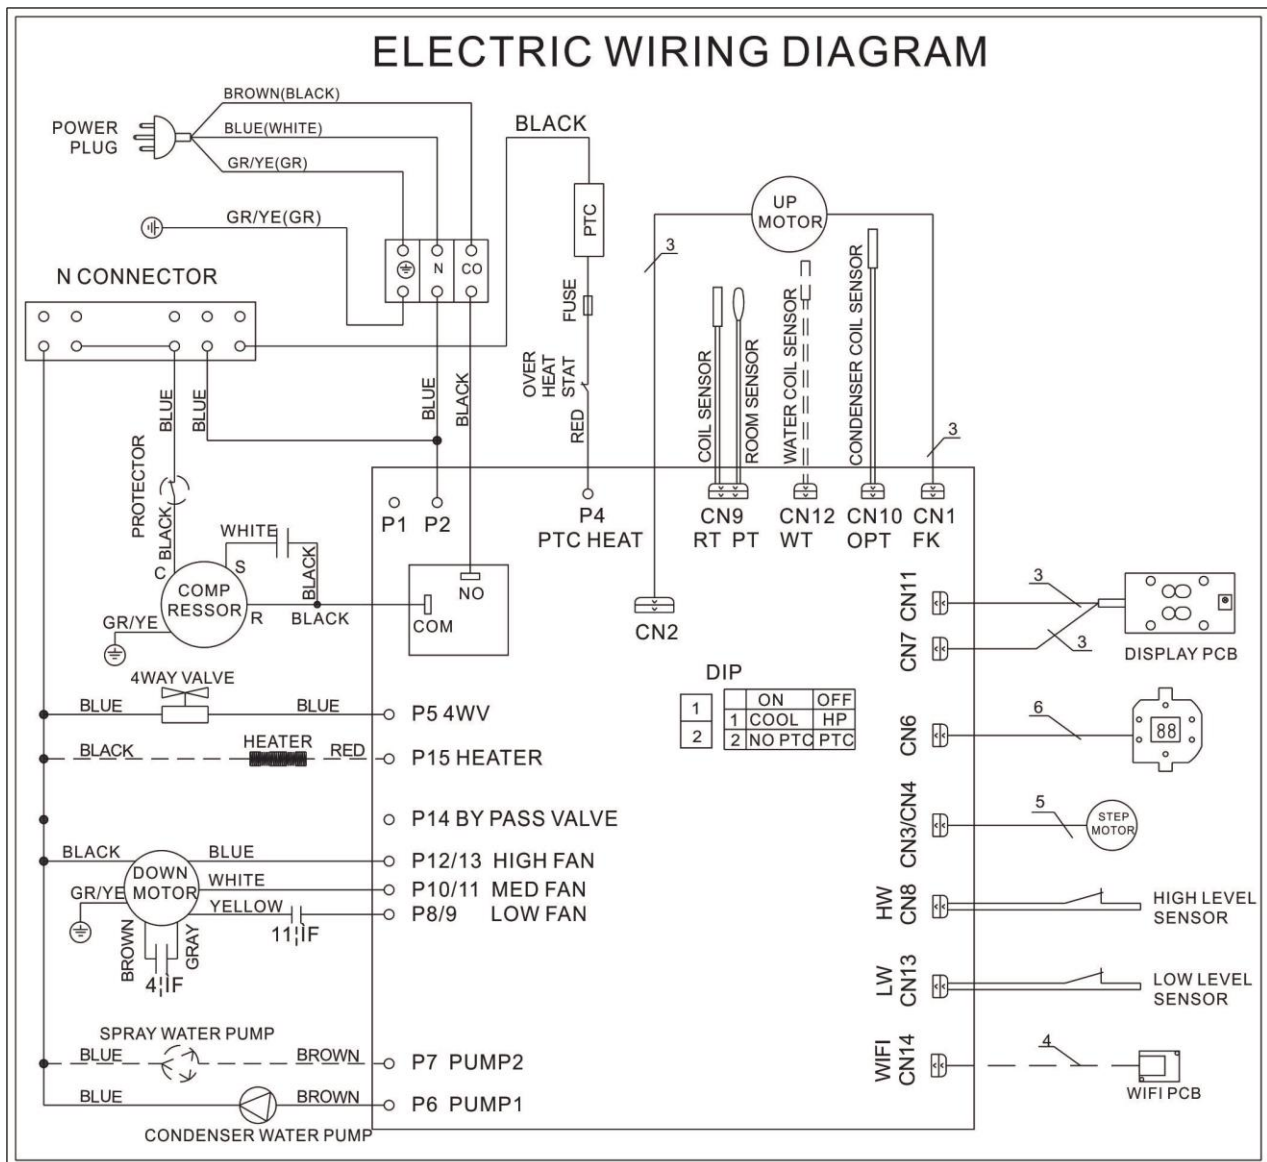 ELECTRIC WIRING DIAGRAM
BROWN(BLACK)
POWER
PLUG
BLUE(WHITE)
GR/YE(GR)
GR/YE(GR)
BLACK
PTC
FUSE
OVER
HEAT
STAT
RED
UP
MOTOR
3
3
N CONNECTOR
N
CO
BLUE
BLUE
BLUE
BLACK
PROTECTOR
BLACK
COIL SENSOR
ROOM SENSOR
WATER COIL SENSOR
CONDENSER COIL SENSOR
P1
P2
P4
PTC HEAT
CN9
RT PT
CN12
WT
CN10
OPT
CN1
FK
WHITE
BLACK
C
S
R
COMP
RESSOR
BLACK
GR/YE
NO
COM
CN2
CN11
3
CN7
3
DISPLAY PCB
4WAY VALVE
BLUE
BLUE
P5 4WV
DIP
1
2
ON OFF
1 COOL HP
2 NO PTC PTC
CN6
6
88
BLACK
HEATER
RED
P15 HEATER
P14 BY PASS VALVE
CN3/CN4
5
STEP
MOTOR
BLACK
DOWN
MOTOR
BLUE
P12/13 HIGH FAN
GR/YE
WHITE
P10/11 MED FAN
YELLOW
P8/9 LOW FAN
11¦ÌF
BROWN
GRAY
4¦ÌF
HW
CN8
HIGH LEVEL
SENSOR
LW
CN13
LOW LEVEL
SENSOR
SPRAY WATER PUMP
BLUE
BROWN
P7 PUMP2
WIFI
CN14
4
WIFI PCB
BLUE
BROWN
P6 PUMP1
CONDENSER WATER PUMP